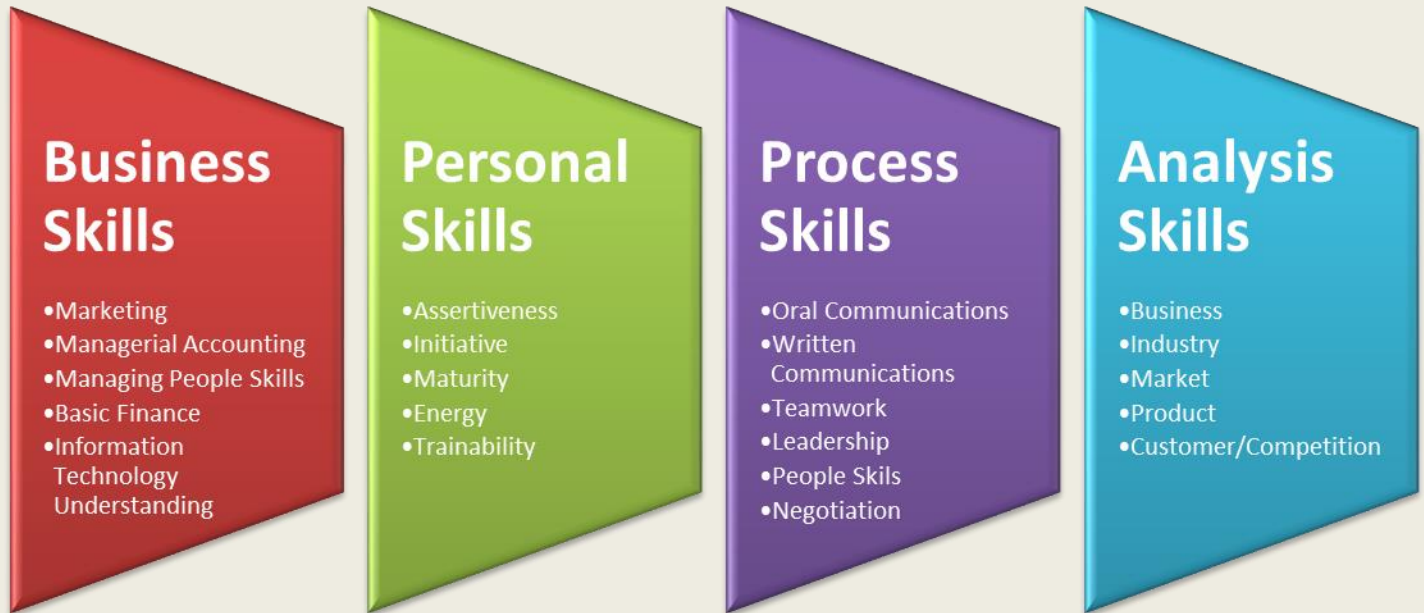 Business
Skills
•Marketing
•Managerial Accounting
•Managing People Skills
•Basic Finance
•Information
Technology
Understanding
Personal
Skills
•Assertiveness
•Initiative
•Maturity
•Energy
•Trainability
Process
Skills
•Oral Communications
•Written
Communications
•Teamwork
•Leadership
•People Skils
•Negotiation
Analysis
Skills
•Business
•Industry
•Market
•Product
•Customer/Competition